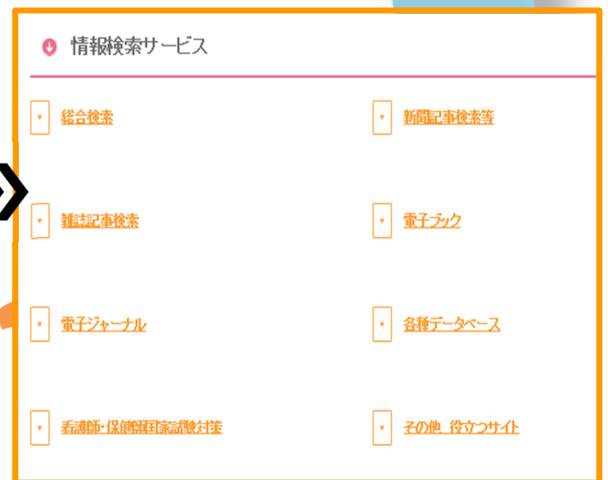 情報検索サービス
総合検索
新聞記事検索等
雑誌記事検索
電子ブック
電子ジャーナル
各種データベース
看護師・保健師国家試験対策
その他 役立つサイト